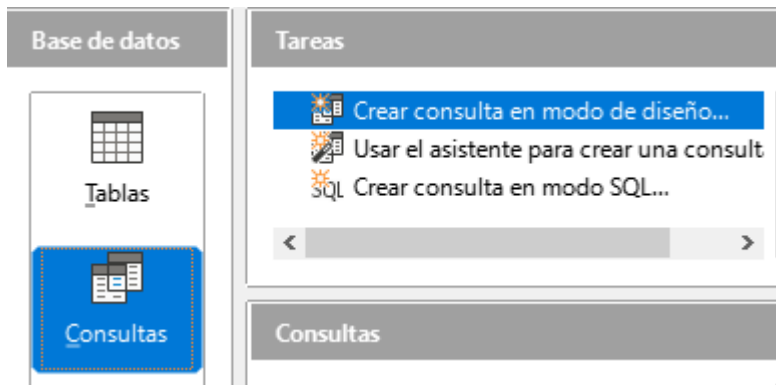 Base de datos
Tareas
Crear consulta en modo de diseño...
Usar el asistente para crear una consult
SQL Crear consulta en modo SQL...
Tablas
Consultas
Consultas